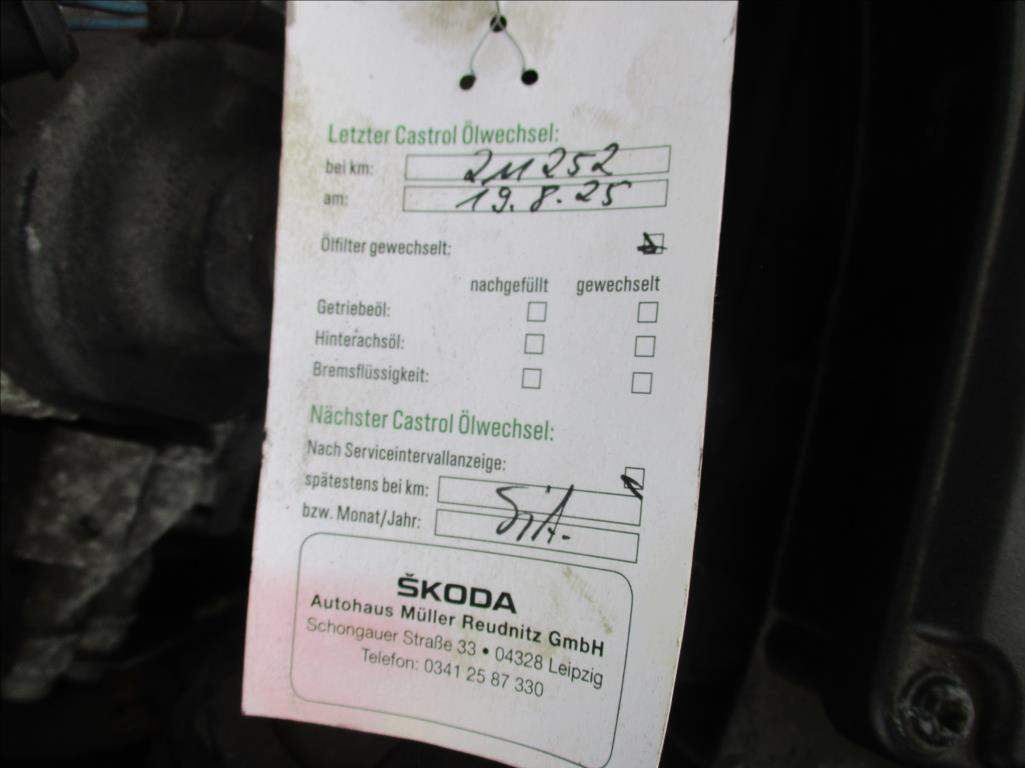 Letzter Castrol Ölwechsel:
bei km: 211252
am: 19.8.25
Ölfilter gewechselt:
nachgefüllt gewechselt
Getriebeöl:
Hinterachsöl:
Bremsflüssigkeit:
Nächster Castrol Ölwechsel:
Nach Serviceintervallanzeige:
spätestens bei km:
bzw. Monat/Jahr:
ŠKODA
Autohaus Müller Reudnitz GmbH
Schongauer Straße 33 • 04328 Leipzig
Telefon: 0341 25 87 330